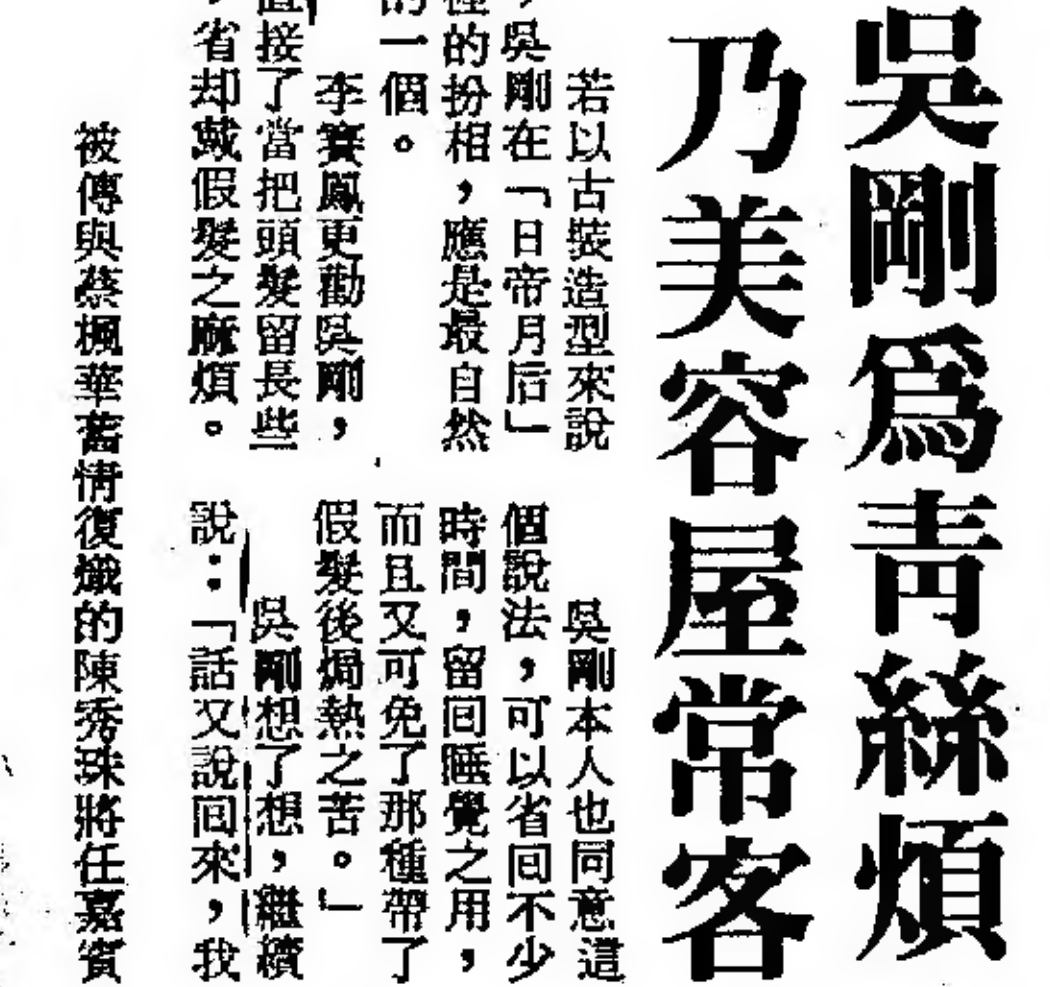 吳剛爲靑絲煩
乃美容屋常客
若以古裝造型來說
，吳剛在「日帝月后」
的扮相，應是最自然
的一個。
李賽鳳更勸吳剛，
直接了當把頭髮留長些
，省却戴假髮之麻煩。
吳剛本人也同意這
個說法，可以省回不少
時間，留回睡覺之用，
而且又可免了那種帶了
假髮後焗熱之苦。」
吳剛想了想，繼續
說：「話又說回來，我
被傳與蔡楓華舊情復熾的陳秀珠將任嘉賓